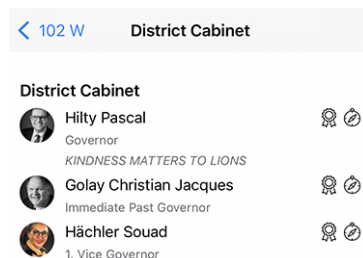 102 W
District Cabinet
District Cabinet
Hilty Pascal
Governor
KINDNESS MATTERS TO LIONS
Golay Christian Jacques
Immediate Past Governor
Hächler Souad
1. Vice Governor